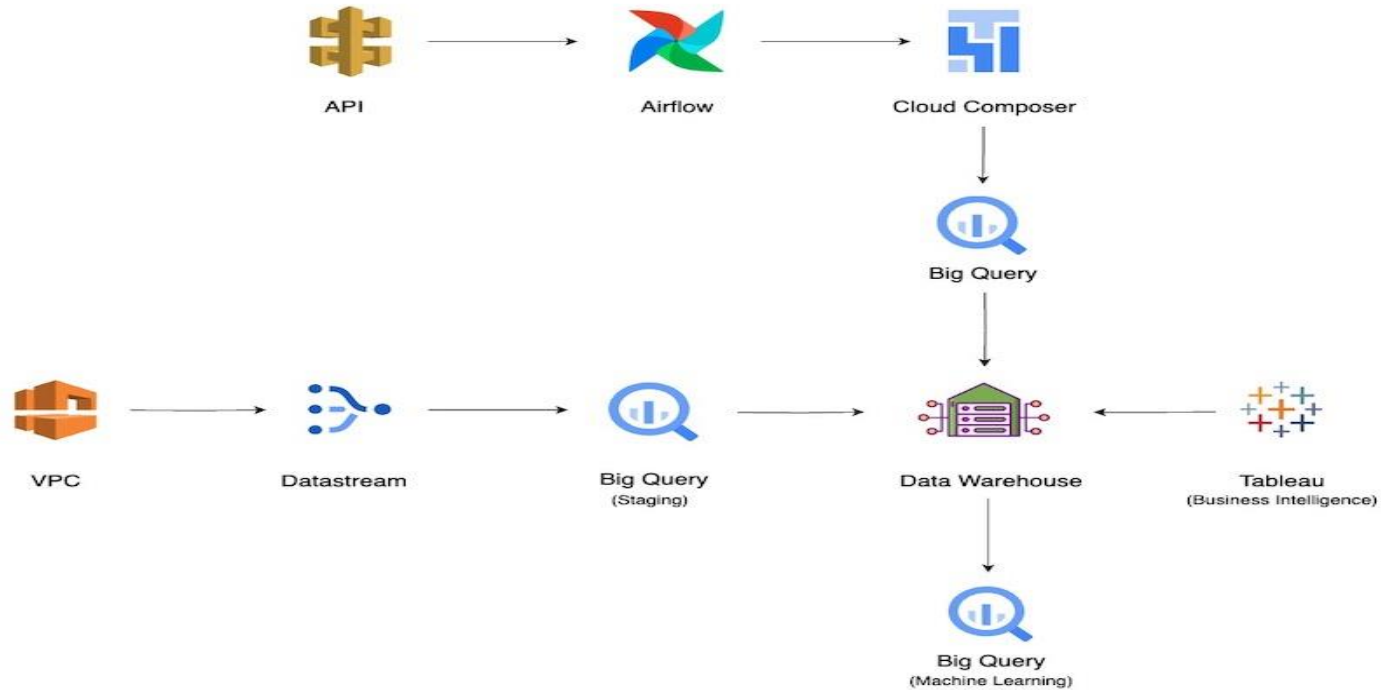 API
Airflow
Cloud Composer
Big Query
VPC
Datastream
Big Query
(Staging)
Data Warehouse
Tableau
(Business Intelligence)
Big Query
(Machine Learning)